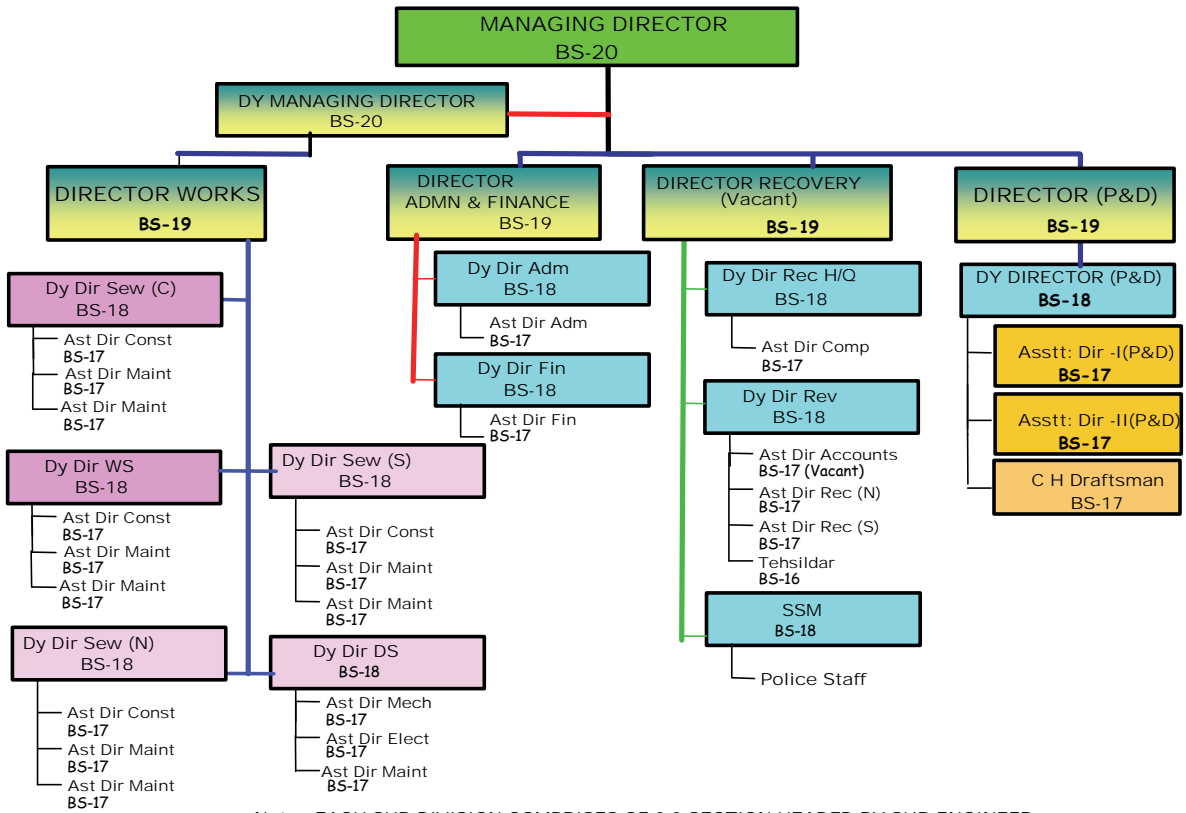 MANAGING DIRECTOR
BS-20
DY MANAGING DIRECTOR
BS-20
DIRECTOR WORKS
BS-19
DIRECTOR
ADMN & FINANCE
BS-19
DIRECTOR RECOVERY
(Vacant)
BS-19
DIRECTOR (P&D)
BS-19
Dy Dir Sew (C)
BS-18
Ast Dir Const
BS-17
Ast Dir Maint
BS-17
Ast Dir Maint
BS-17
Dy Dir WS
BS-18
Ast Dir Const
BS-17
Ast Dir Maint
BS-17
Ast Dir Maint
BS-17
Dy Dir Sew (S)
BS-18
Ast Dir Const
BS-17
Ast Dir Maint
BS-17
Ast Dir Maint
BS-17
Dy Dir Sew (N)
BS-18
Ast Dir Const
BS-17
Ast Dir Maint
BS-17
Ast Dir Maint
BS-17
Dy Dir DS
BS-18
Ast Dir Mech
BS-17
Ast Dir Elect
BS-17
Ast Dir Maint
BS-17
Dy Dir Adm
BS-18
Ast Dir Adm
BS-17
Dy Dir Fin
BS-18
Ast Dir Fin
BS-17
Dy Dir Rec H/Q
BS-18
Ast Dir Comp
BS-17
Dy Dir Rev
BS-18
Ast Dir Accounts
BS-17 (Vacant)
Ast Dir Rec (N)
BS-17
Ast Dir Rec (S)
BS-17
Tehsildar
BS-16
SSM
BS-18
Police Staff
DY DIRECTOR (P&D)
BS-18
Asstt: Dir -I(P&D)
BS-17
Asstt: Dir -II(P&D)
BS-17
C H Draftsman
BS-17